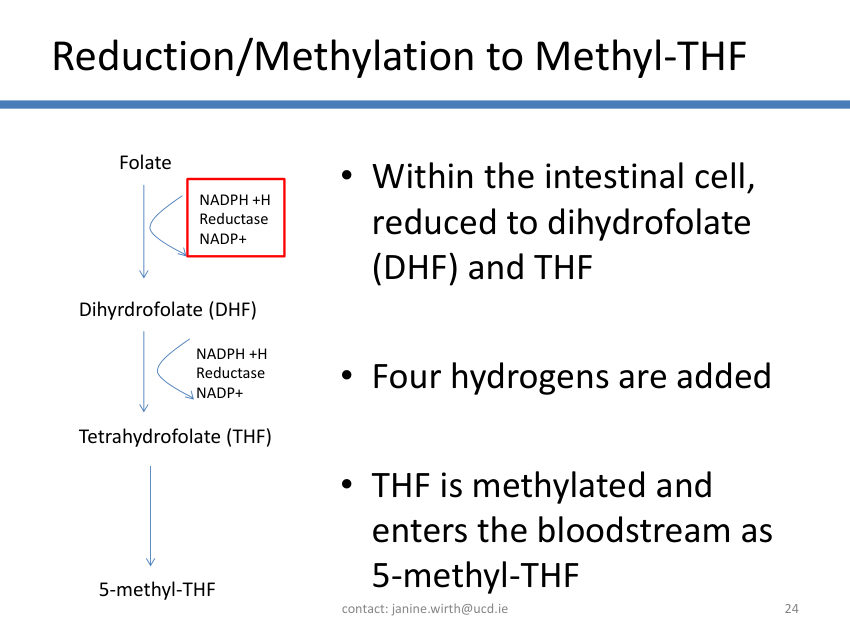 Reduction/Methylation to Methyl-THF
Folate
NADPH +H
Reductase
NADP+
Dihyrdrofolate (DHF)
NADPH +H
Reductase
NADP+
Tetrahydrofolate (THF)
5-methyl-THF
• Within the intestinal cell,
reduced to dihydrofolate
(DHF) and THF
• Four hydrogens are added
• THF is methylated and
enters the bloodstream as
5-methyl-THF
contact: janine.wirth@ucd.ie
24